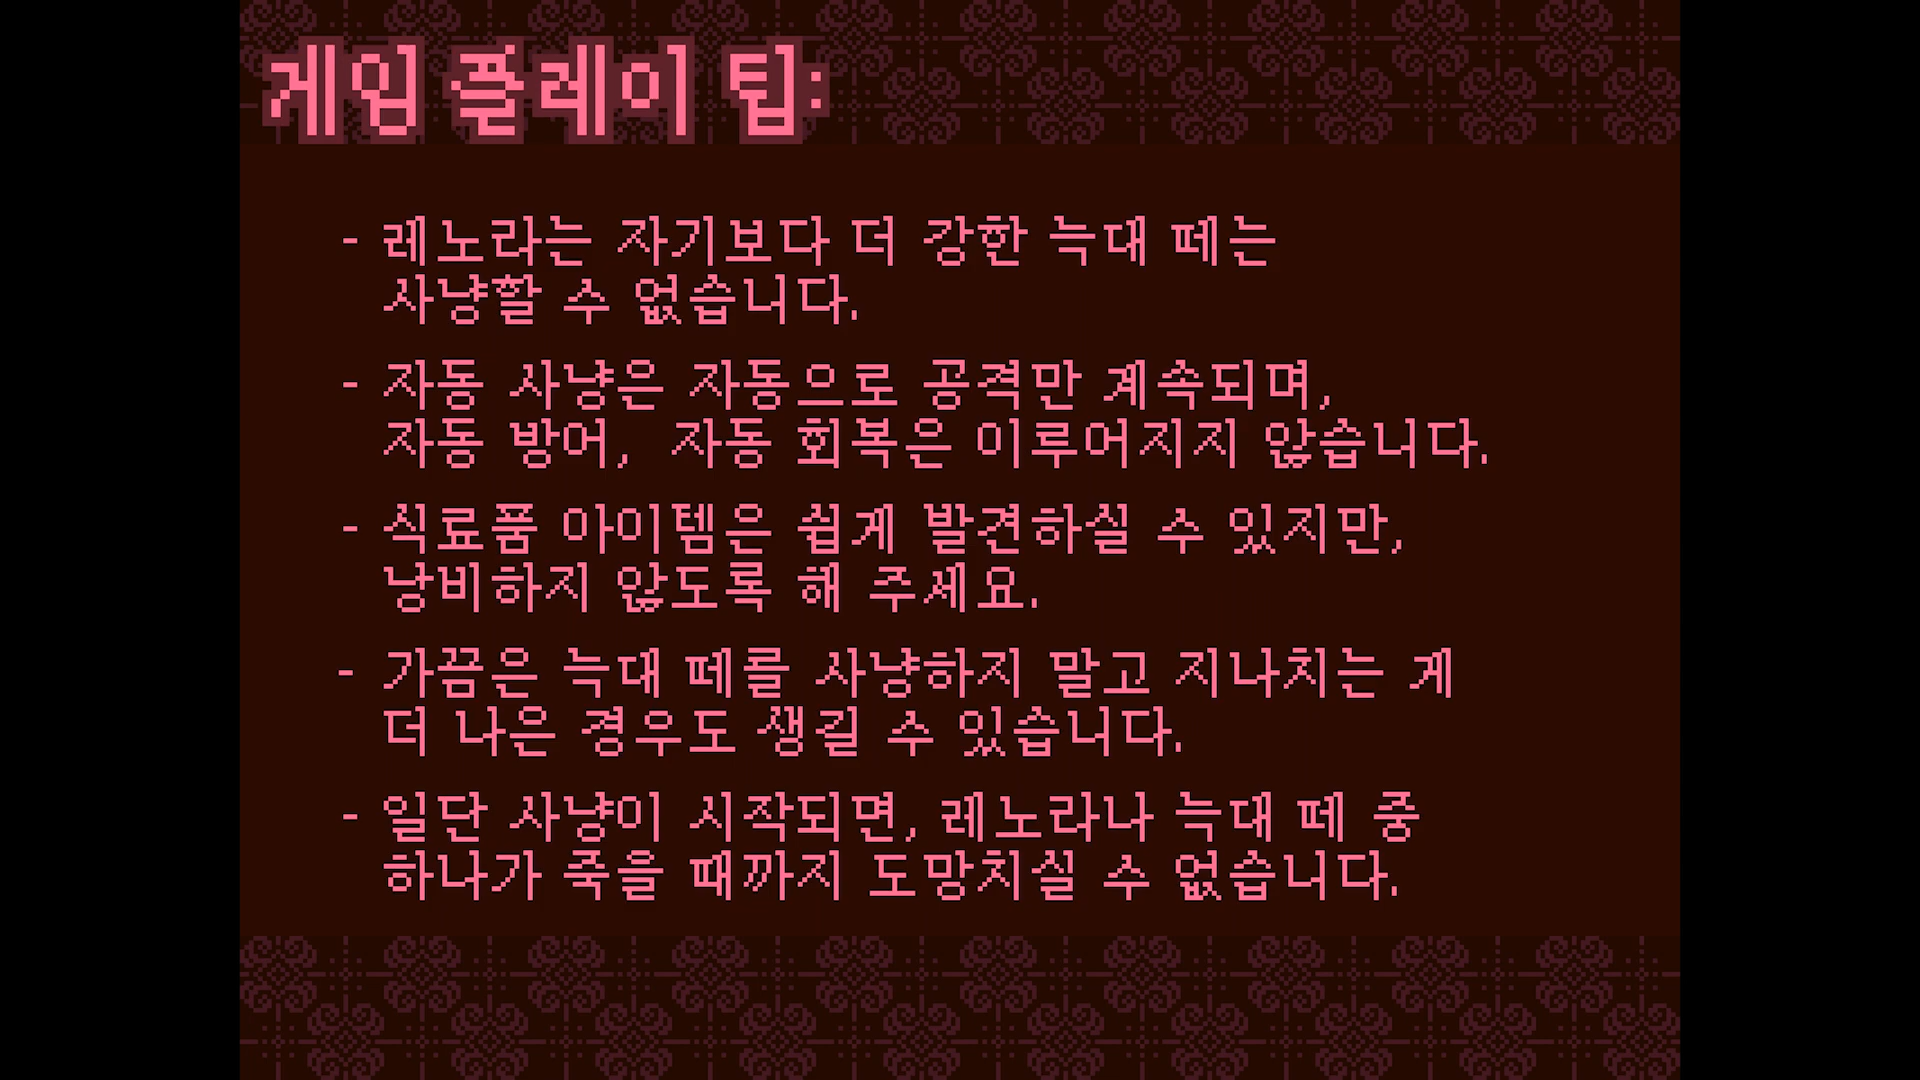 게임 플레이 팁:
- 레노라는 자기보다 더 강한 늑대 떼는
사냥할 수 없습니다.
- 자동 사냥은 자동으로 공격만 계속되며,
자동 방어, 자동 회복은 이루어지지 않습니다.
- 식료품 아이템은 쉽게 발견하실 수 있지만,
낭비하지 않도록 해 주세요.
- 가끔은 늑대 떼를 사냥하지 말고 지나치는 게
더 나은 경우도 생길 수 있습니다.
- 일단 사냥이 시작되면, 레노라나 늑대 떼 중
하나가 죽을 때까지 도망치실 수 없습니다.